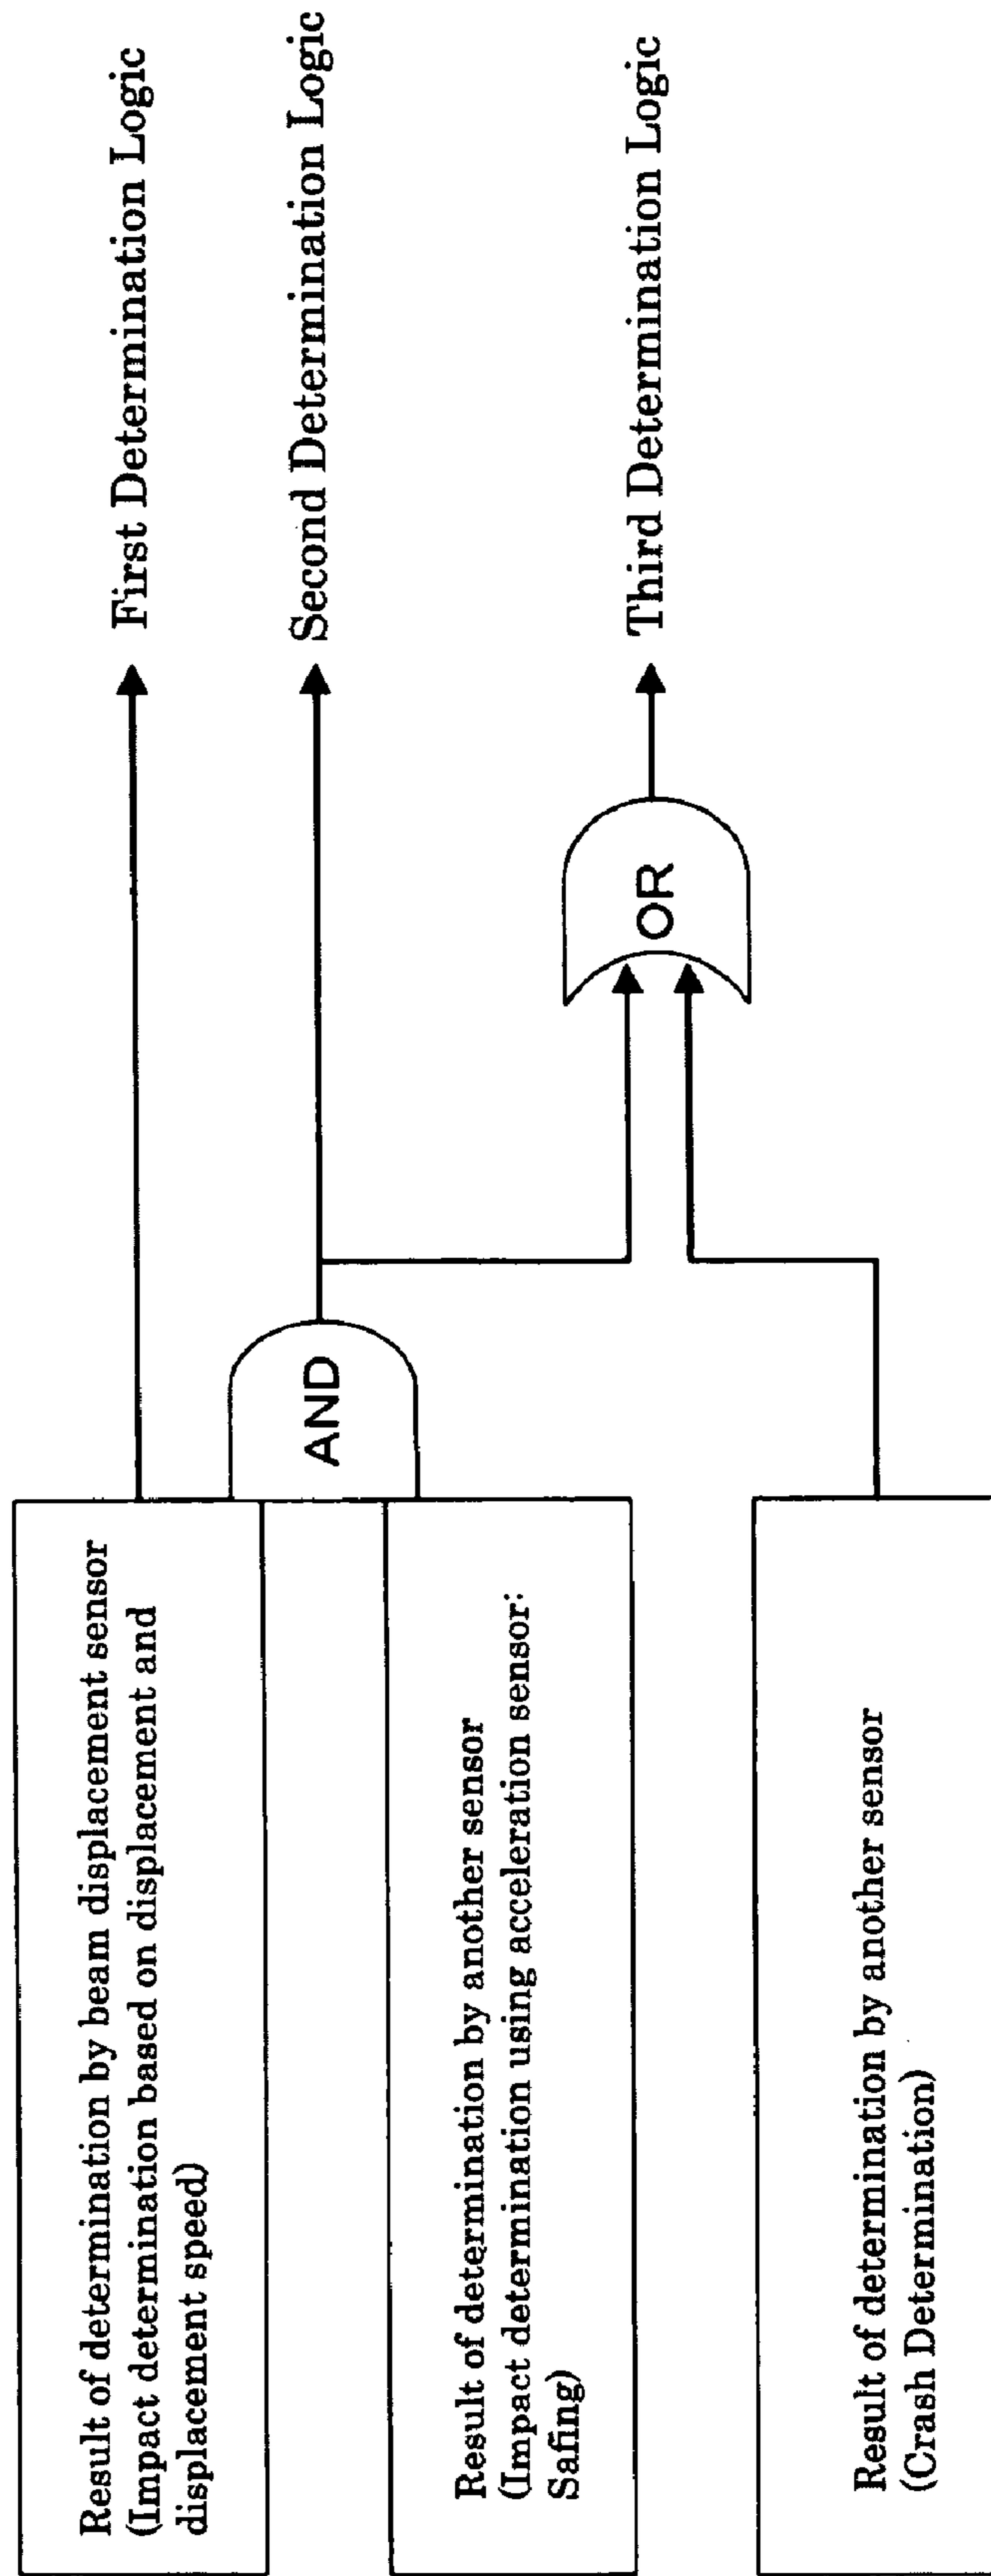 Result of determination by beam displacement sensor
(Impact determination based on displacement and
displacement speed)
First Determination Logic
AND
Second Determination Logic
Result of determination by another sensor
(Impact determination using acceleration sensor:
Safing)
OR
Third Determination Logic
Result of determination by another sensor
(Crash Determination)